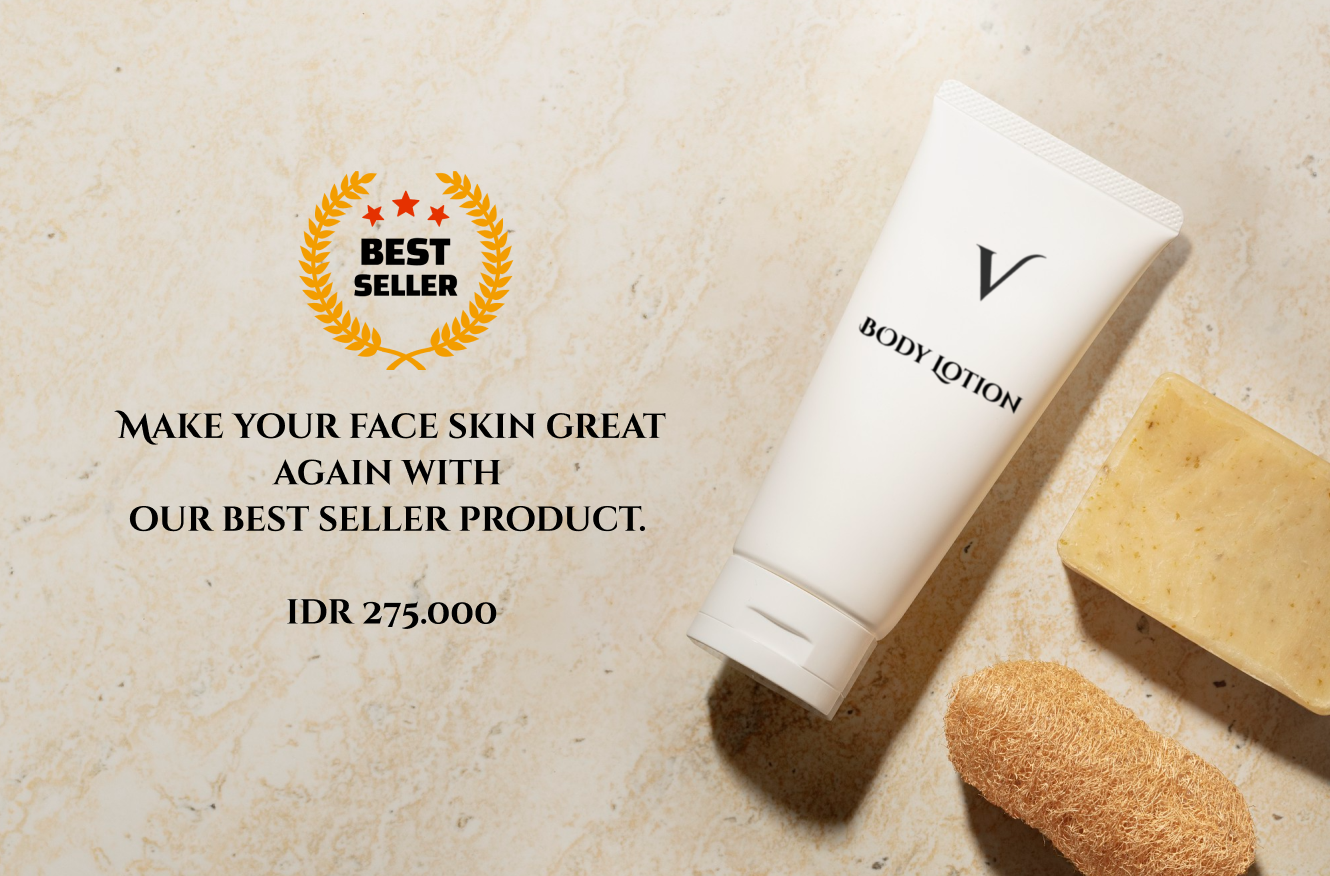 BEST
SELLER
MAKE YOUR FACE SKIN GREAT
AGAIN WITH
OUR BEST SELLER PRODUCT.
IDR 275.000
V
BODY LOTION